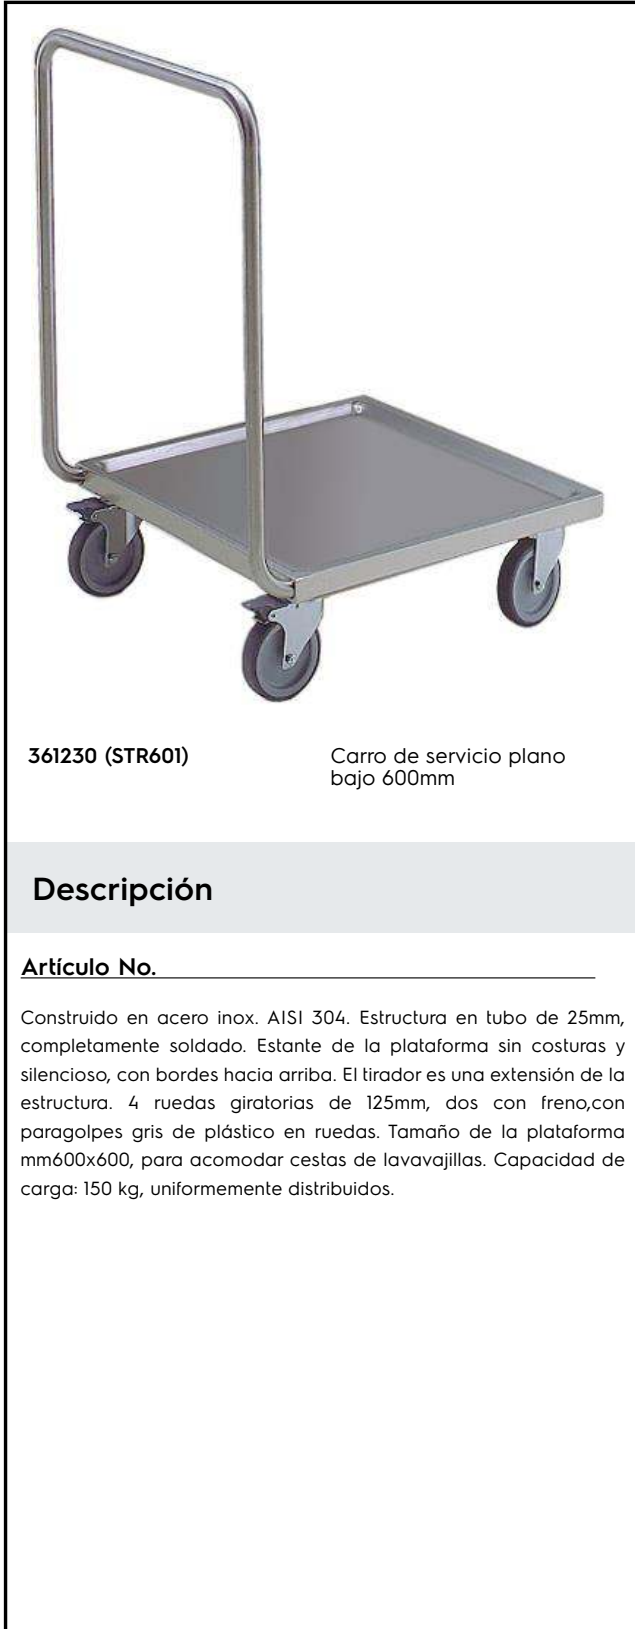 361230 (STR601)
Carro de servicio plano
bajo 600mm
Descripción
Artículo No.
Construido en acero inox. AISI 304. Estructura en tubo de 25mm,
completamente soldado. Estante de la plataforma sin costuras y
silencioso, con bordes hacia arriba. El tirador es una extensión de la
estructura. 4 ruedas giratorias de 125mm, dos con freno,con
paragolpes gris de plástico en ruedas. Tamaño de la plataforma
mm600x600, para acomodar cestas de lavavajillas. Capacidad de
carga: 150 kg, uniformemente distribuidos.